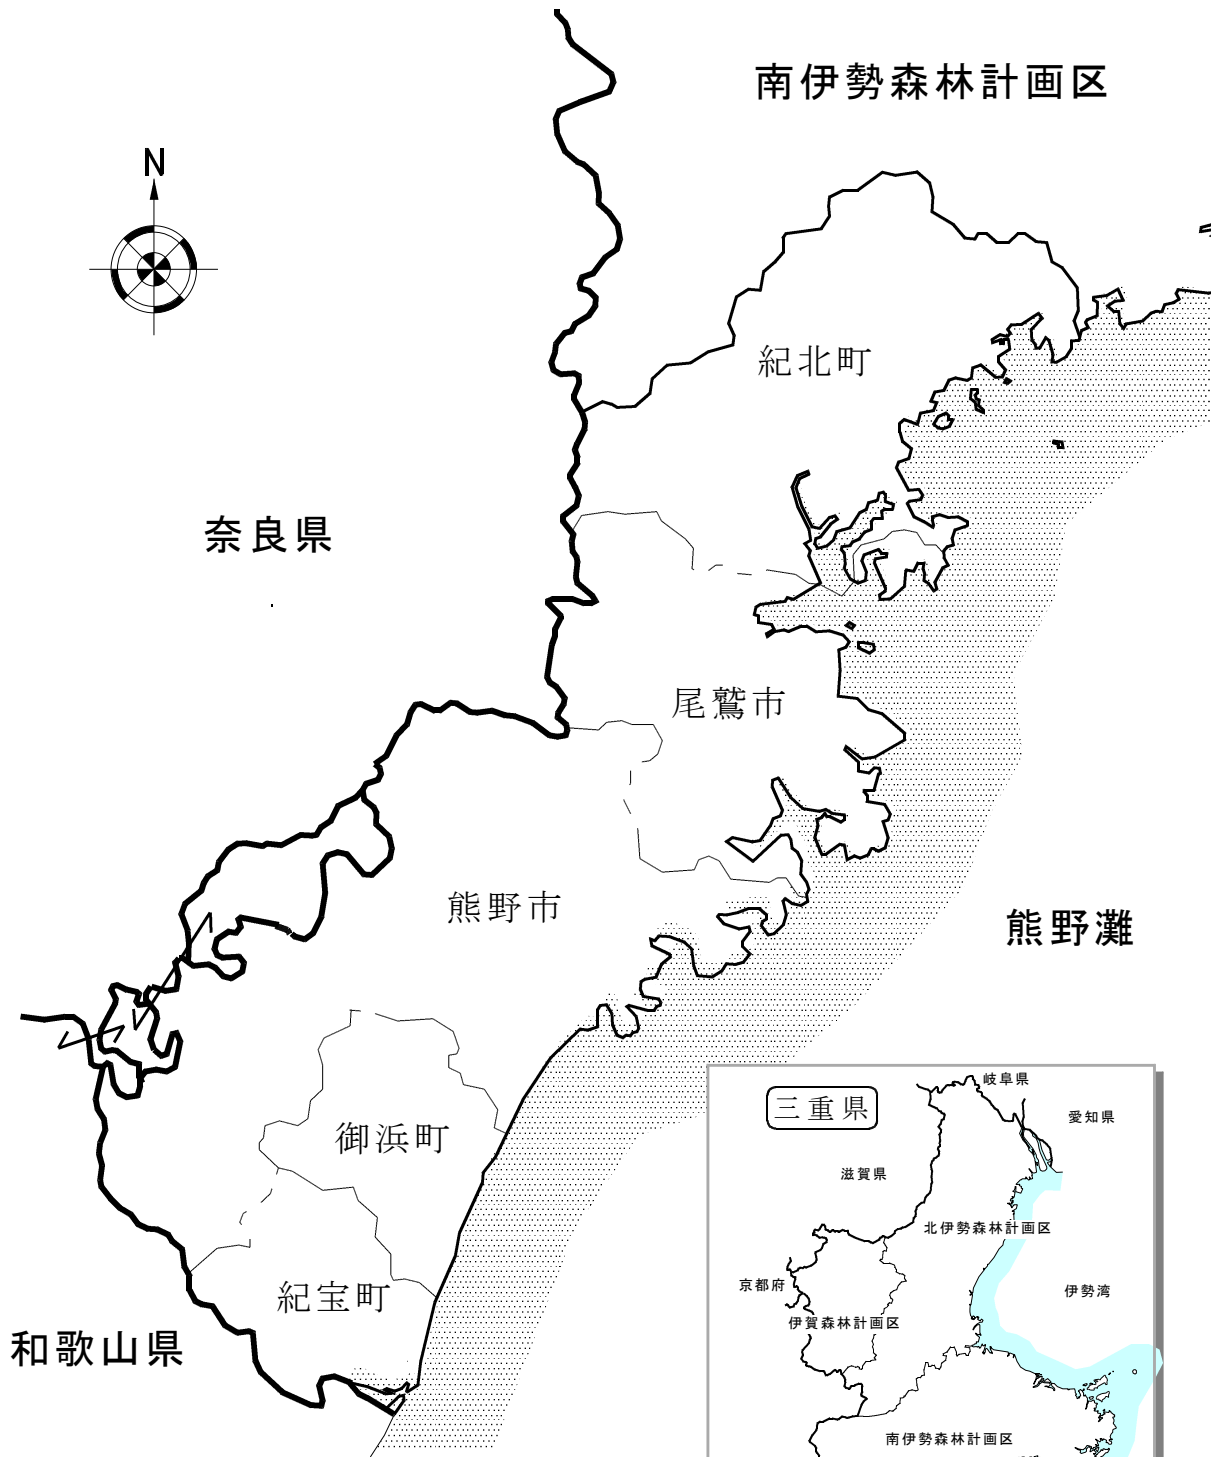 南伊勢森林計画区
N
紀北町
奈良県
尾鷲市
熊野市
熊野灘
御浜町
紀宝町
和歌山県
三重県
岐阜県
愛知県
滋賀県
北伊勢森林計画区
京都府
伊勢湾
伊賀森林計画区
南伊勢森林計画区